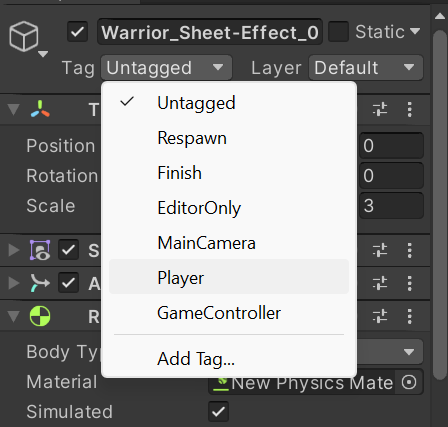 Warrior_Sheet-Effect_0 Static
Tag Untagged Layer Default
Untagged
T
Respawn
Position 0
Finish
Rotation 0
EditorOnly
Scale 3
MainCamera
S
Player
A
GameController
R
Body Typ
Add Tag...
Material New Physics Mate
Simulated